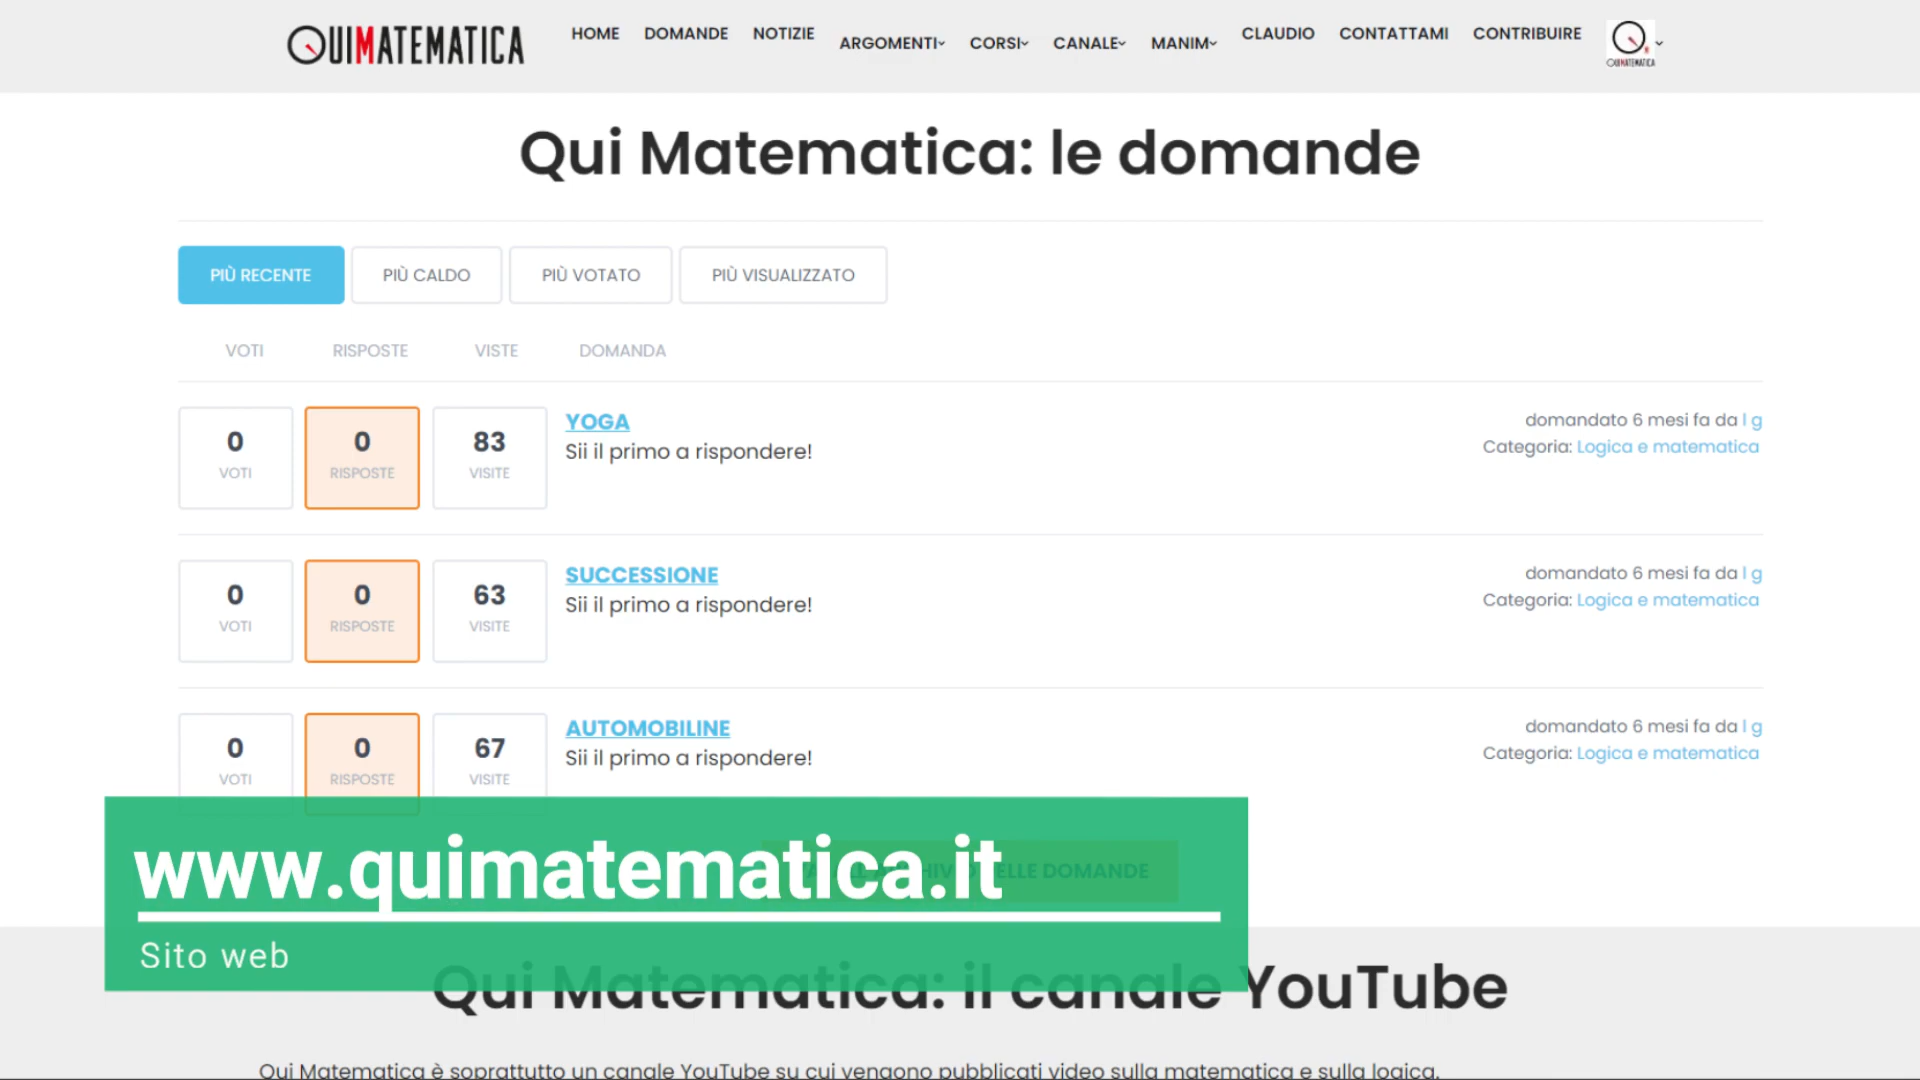 QUIMATEMATICA
HOME DOMANDE NOTIZIE ARGOMENTI CORSI CANALE MANIM CLAUDIO CONTATTAMI CONTRIBUIRE
QUIMATEMATICA
Qui Matematica: le domande
PIÙ RECENTE PIÙ CALDO PIÙ VOTATO PIÙ VISUALIZZATO
VOTI RISPOSTE VISTE DOMANDA
0 VOTI 0 RISPOSTE 83 VISITE
YOGA
Sii il primo a rispondere!
domandato 6 mesi fa da l g
Categoria: Logica e matematica
0 VOTI 0 RISPOSTE 63 VISITE
SUCCESSIONE
Sii il primo a rispondere!
domandato 6 mesi fa da l g
Categoria: Logica e matematica
0 VOTI 0 RISPOSTE 67 VISITE
AUTOMOBILINE
Sii il primo a rispondere!
domandato 6 mesi fa da l g
Categoria: Logica e matematica
DOMANDE
www.quimatematica.it
Sito web
Qui Matematica: il canale YouTube
Qui Matematica è soprattutto un canale YouTube su cui vengono pubblicati video sulla matematica e sulla logica.